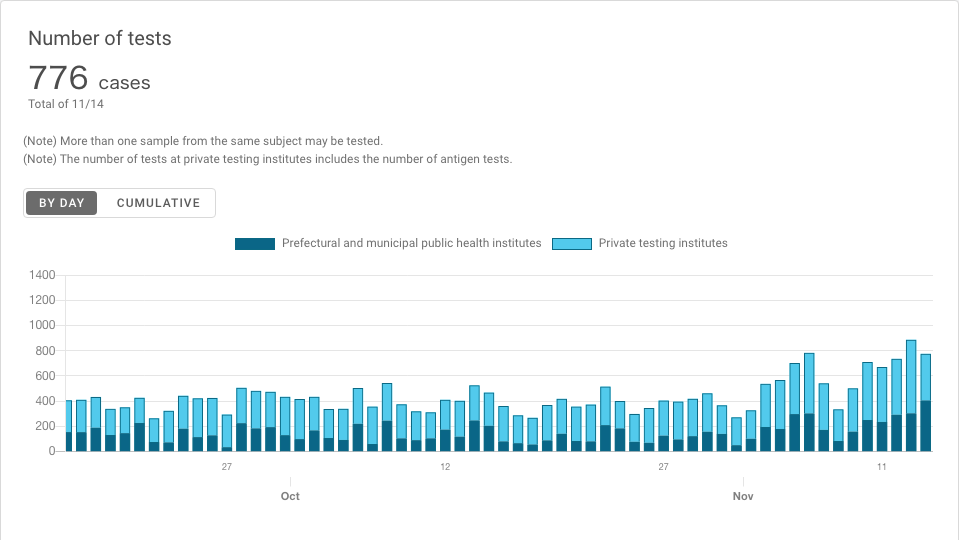 Number of tests
776 cases
Total of 11/14
(Note) More than one sample from the same subject may be tested.
(Note) The number of tests at private testing institutes includes the number of antigen tests.
BY DAY CUMULATIVE
Prefectural and municipal public health institutes Private testing institutes
1400
1200
1000
800
600
400
200
0
27 12 27 11
Oct Nov